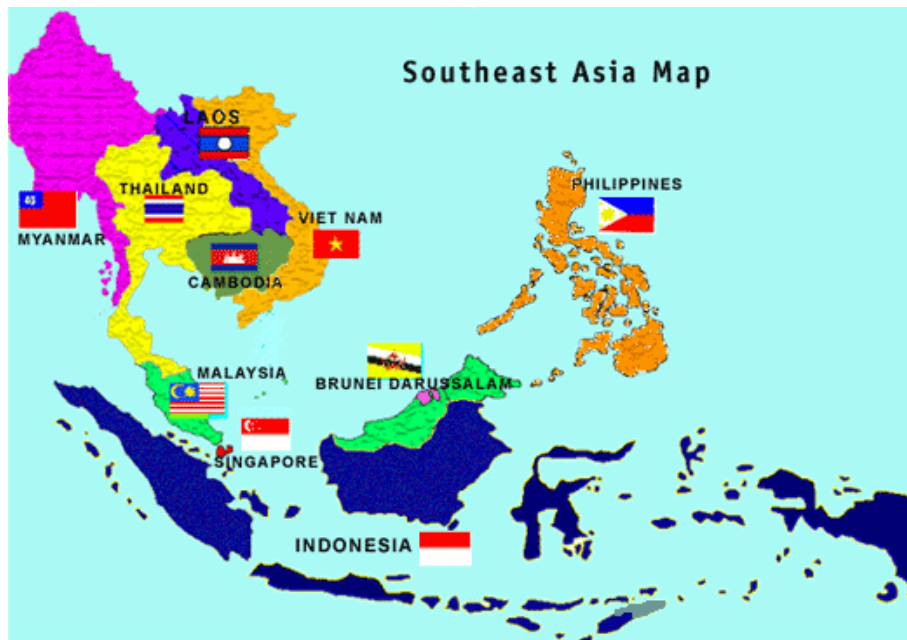 Southeast Asia Map
LAOS
THAILAND
PHILIPPINES
MYANMAR
VIET NAM
CAMBODIA
MALAYSIA
BRUNEI DARUSSALAM
SINGAPORE
INDONESIA